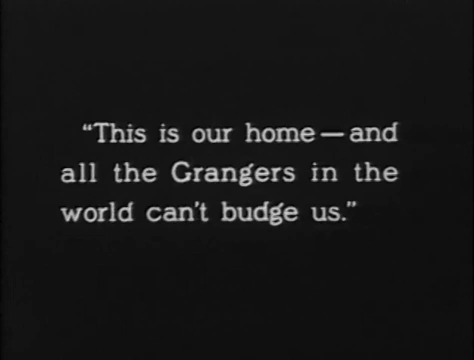 “This is our home—and
all the Grangers in the
world can't budge us.”